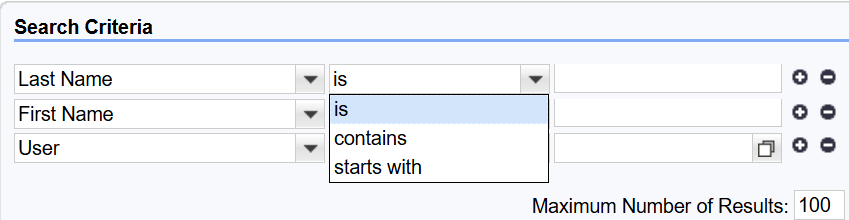 Search Criteria
Last Name is
is
First Name
contains
User
starts with
Maximum Number of Results: 100